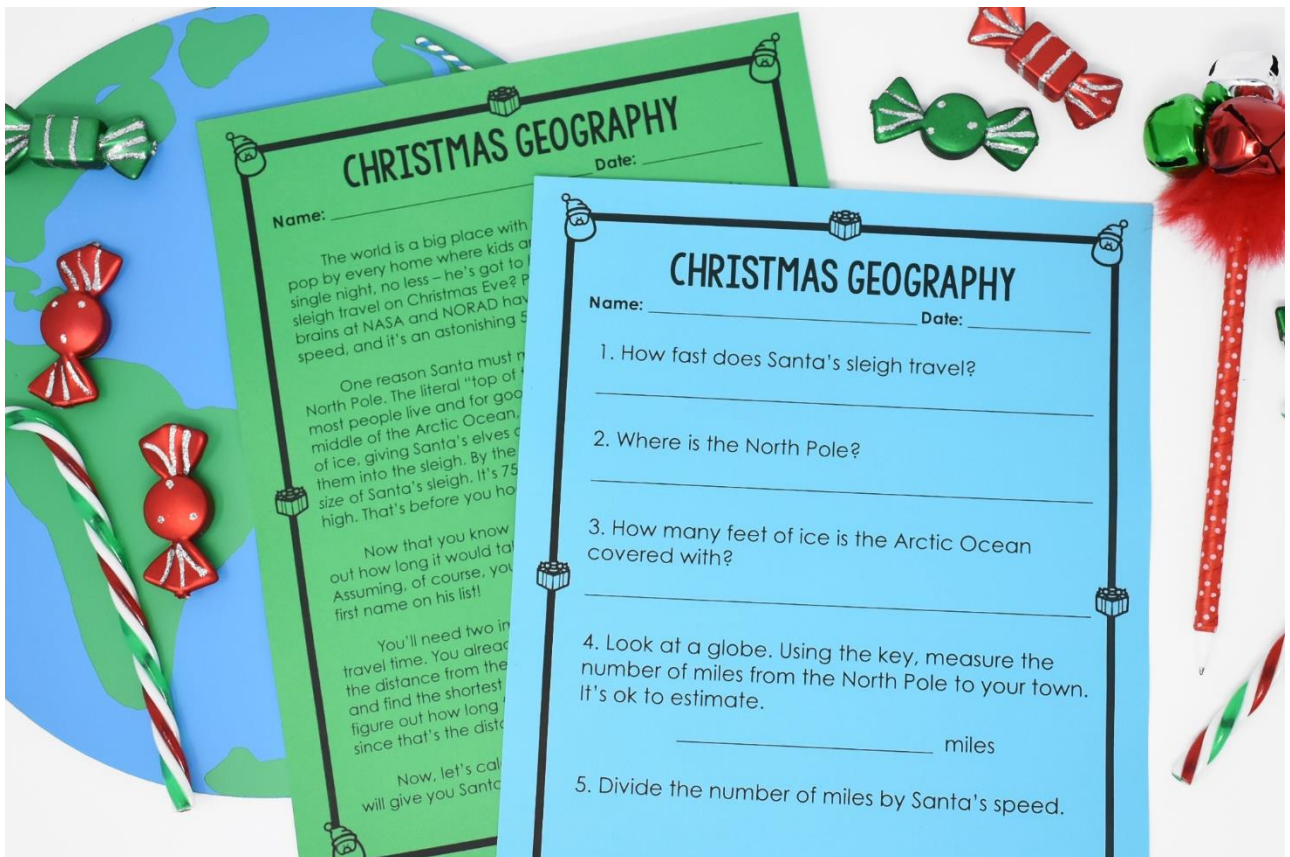 CHRISTMAS GEOGRAPHY
Name: Date:
The world is a big place with
pop by every home where kids
single night, no less – he's got to
sleigh travel on Christmas Eve?
brains at NASA and NORAD
speed, and it's an astonishing 5
One reason Santa must
North Pole. The literal "top of
most people live and for
middle of the Arctic Ocean,
of ice, giving Santa's elves
them into the sleigh. By the
size of Santa's sleigh. It's 75
high. That's before you
Now that you know
out how long it would
Assuming, of course,
first name on his list!
You'll need two
travel time. You
the distance from the
and find the shortest
figure out how long
since that's the
Now, let's
will give you
CHRISTMAS GEOGRAPHY
Name: Date:
1. How fast does Santa's sleigh travel?
2. Where is the North Pole?
3. How many feet of ice is the Arctic Ocean
covered with?
4. Look at a globe. Using the key, measure the
number of miles from the North Pole to your town.
It's ok to estimate.
miles
5. Divide the number of miles by Santa's speed.